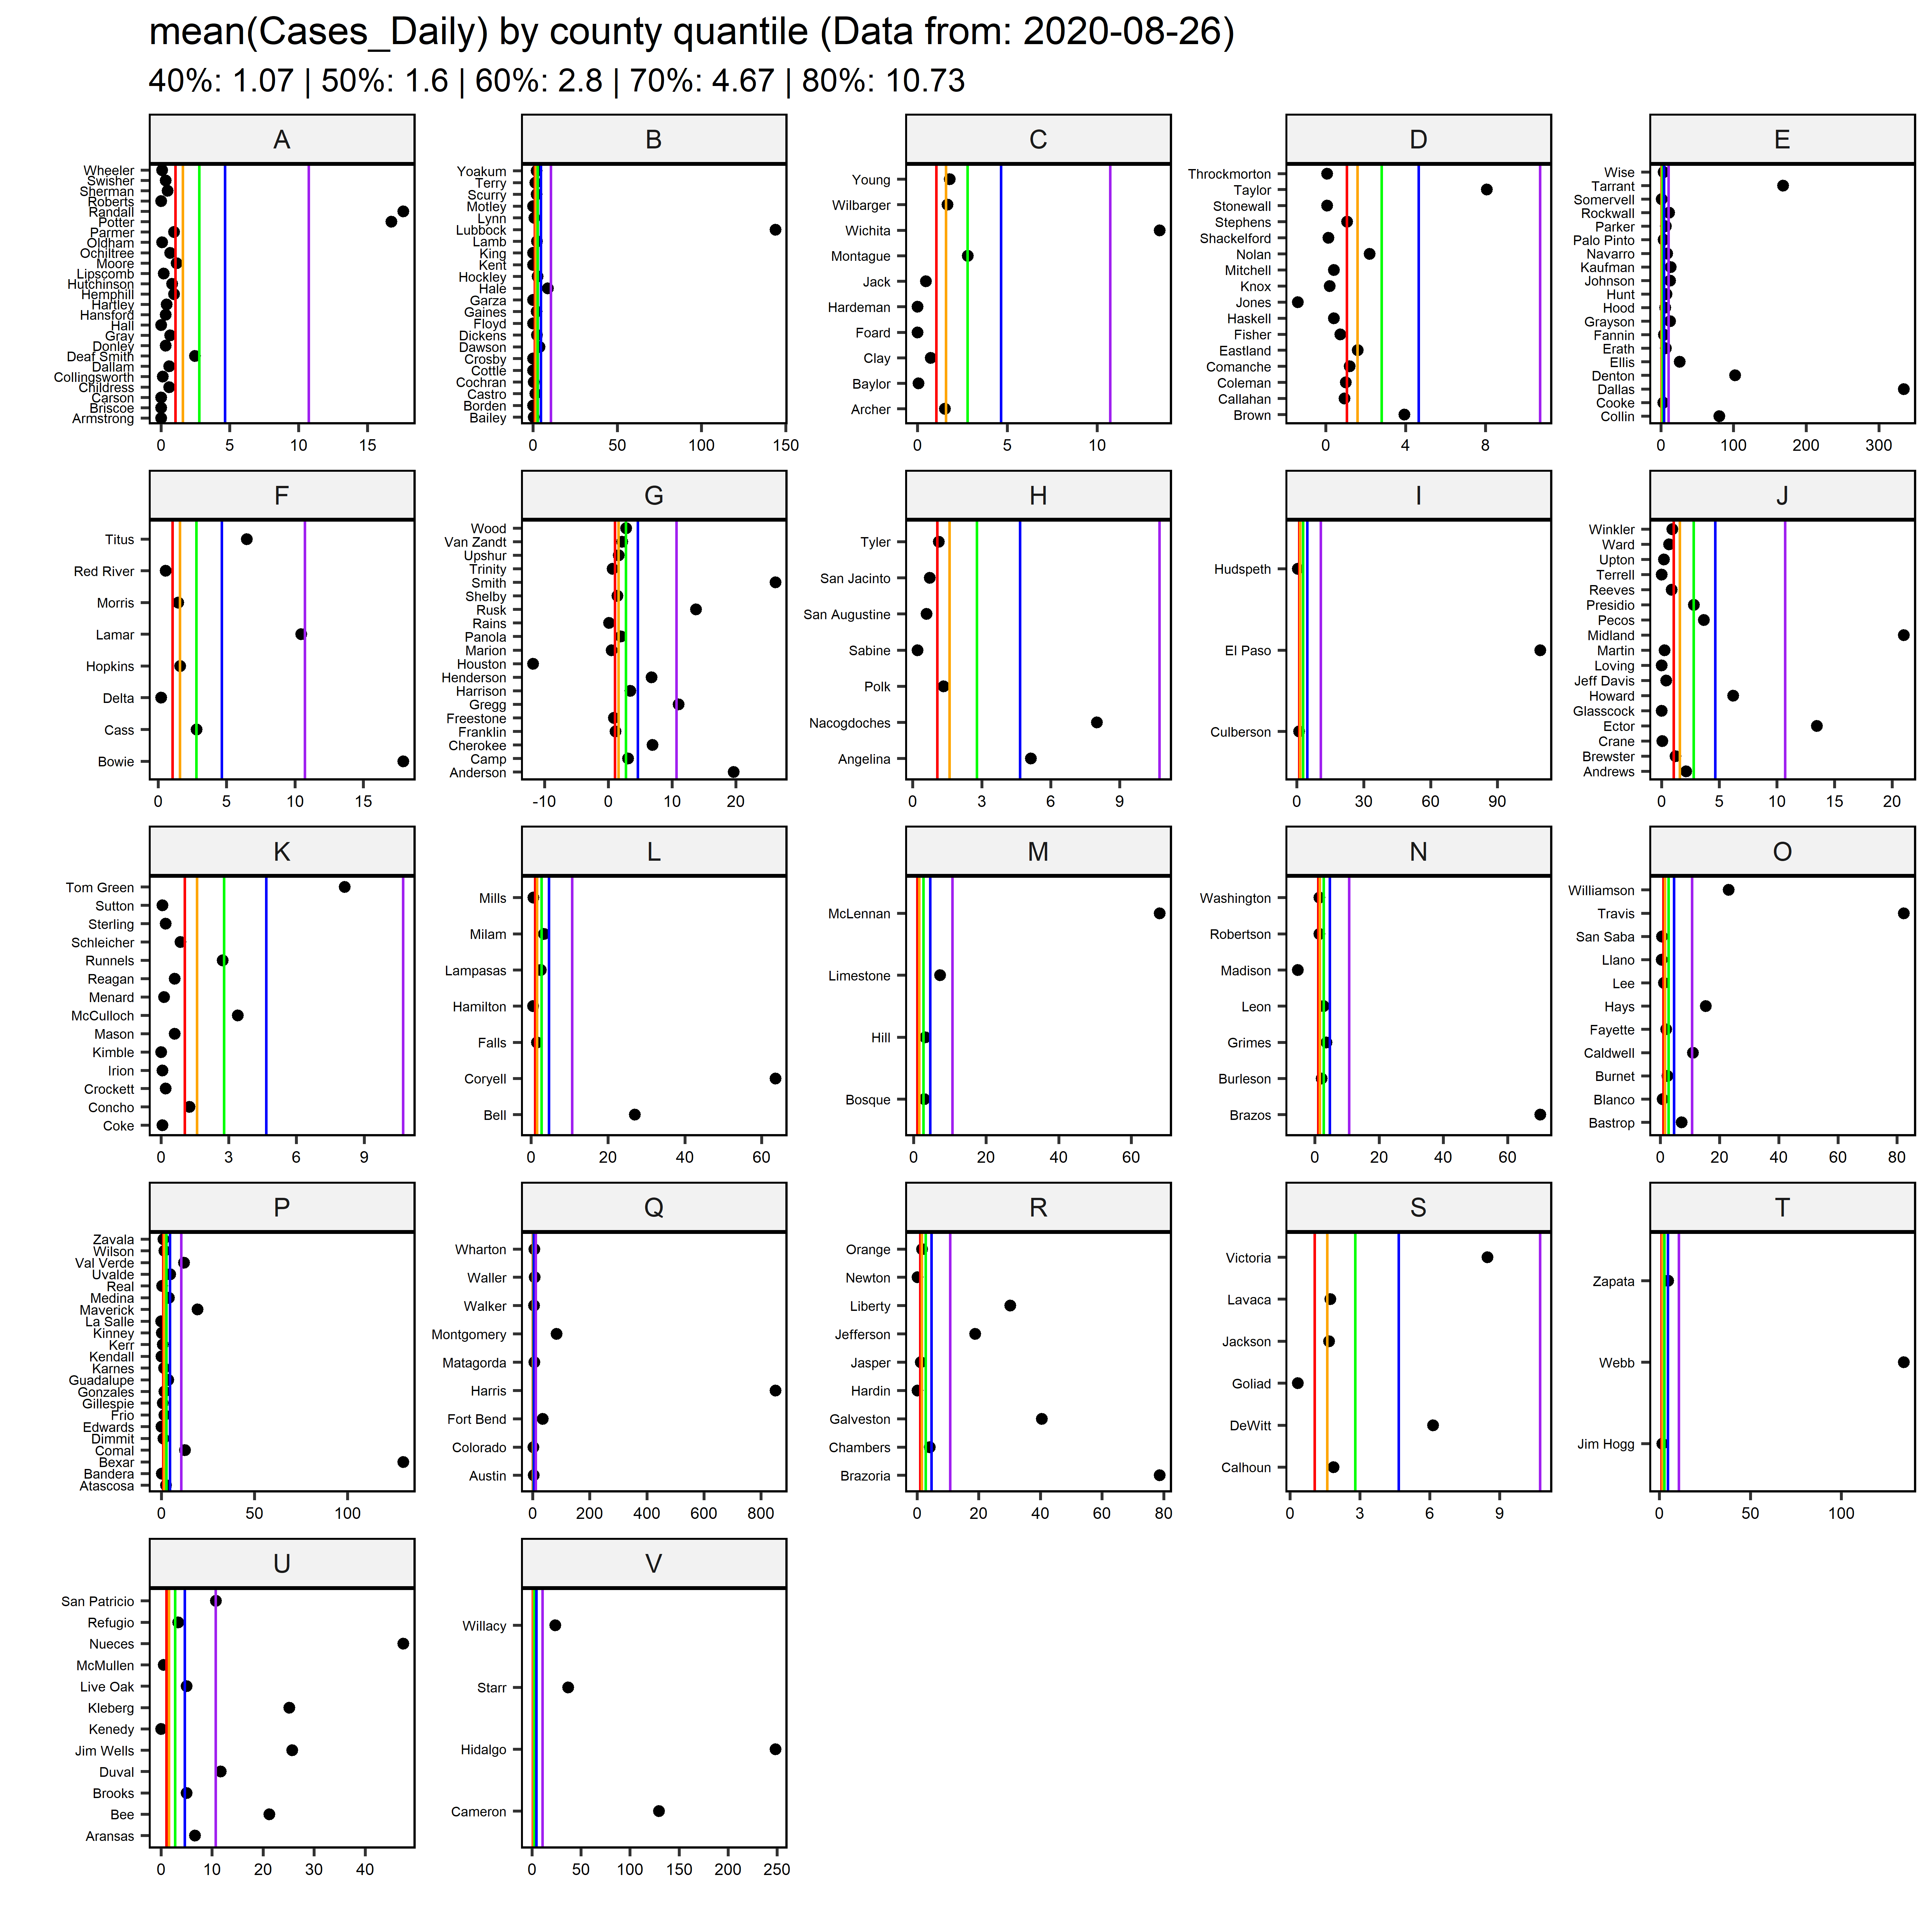 mean(Cases_Daily) by county quantile (Data from: 2020-08-26)
40%: 1.07 | 50%: 1.6 | 60%: 2.8 | 70%: 4.67 | 80%: 10.73
A
Wheeler
Swisher
Sherman
Roberts
Randall
Potter
Parmer
Oldham
Ochiltree
Moore
Lipscomb
Hutchinson
Hemphill
Hartley
Hansford
Hall
Gray
Donley
Deaf Smith
Dallam
Collingsworth
Childress
Carson
Briscoe
Armstrong
0 5 10 15
B
Yoakum
Terry
Scurry
Motley
Lynn
Lubbock
Lamb
King
Kent
Hockley
Hale
Garza
Gaines
Floyd
Dickens
Dawson
Crosby
Cottle
Cochran
Castro
Borden
Bailey
0 50 100 150
C
Young
Wilbarger
Wichita
Montague
Jack
Hardeman
Foard
Clay
Baylor
Archer
0 5 10
D
Throckmorton
Taylor
Stonewall
Stephens
Shackelford
Nolan
Mitchell
Knox
Jones
Haskell
Fisher
Eastland
Comanche
Coleman
Callahan
Brown
0 4 8
E
Wise
Tarrant
Somervell
Rockwall
Parker
Palo Pinto
Navarro
Kaufman
Johnson
Hunt
Hood
Grayson
Fannin
Erath
Ellis
Denton
Dallas
Cooke
Collin
0 100 200 300
F
Titus
Red River
Morris
Lamar
Hopkins
Delta
Cass
Bowie
0 5 10 15
G
Wood
Van Zandt
Upshur
Trinity
Smith
Shelby
Rusk
Rains
Panola
Marion
Houston
Henderson
Harrison
Gregg
Freestone
Franklin
Cherokee
Camp
Anderson
-10 0 10 20
H
Tyler
San Jacinto
San Augustine
Sabine
Polk
Nacogdoches
Angelina
0 3 6 9
I
Hudspeth
El Paso
Culberson
0 30 60 90
J
Winkler
Ward
Upton
Terrell
Reeves
Presidio
Pecos
Midland
Martin
Loving
Jeff Davis
Howard
Glasscock
Ector
Crane
Brewster
Andrews
0 5 10 15 20
K
Tom Green
Sutton
Sterling
Schleicher
Runnels
Reagan
Menard
McCulloch
Mason
Kimble
Irion
Crockett
Concho
Coke
0 3 6 9
L
Mills
Milam
Lampasas
Hamilton
Falls
Coryell
Bell
0 20 40 60
M
McLennan
Limestone
Hill
Bosque
0 20 40 60
N
Washington
Robertson
Madison
Leon
Grimes
Burleson
Brazos
0 20 40 60
O
Williamson
Travis
San Saba
Llano
Lee
Hays
Fayette
Caldwell
Burnet
Blanco
Bastrop
0 20 40 60 80
P
Zavala
Wilson
Val Verde
Uvalde
Real
Medina
Maverick
La Salle
Kinney
Kerr
Kendall
Karnes
Guadalupe
Gonzales
Gillespie
Frio
Edwards
Dimmit
Comal
Bexar
Bandera
Atascosa
0 50 100
Q
Wharton
Waller
Walker
Montgomery
Matagorda
Harris
Fort Bend
Colorado
Austin
0 200 400 600 800
R
Orange
Newton
Liberty
Jefferson
Jasper
Hardin
Galveston
Chambers
Brazoria
0 20 40 60 80
S
Victoria
Lavaca
Jackson
Goliad
DeWitt
Calhoun
0 3 6 9
T
Zapata
Webb
Jim Hogg
0 50 100
U
San Patricio
Refugio
Nueces
McMullen
Live Oak
Kleberg
Kenedy
Jim Wells
Duval
Brooks
Bee
Aransas
0 10 20 30 40
V
Willacy
Starr
Hidalgo
Cameron
0 50 100 150 200 250